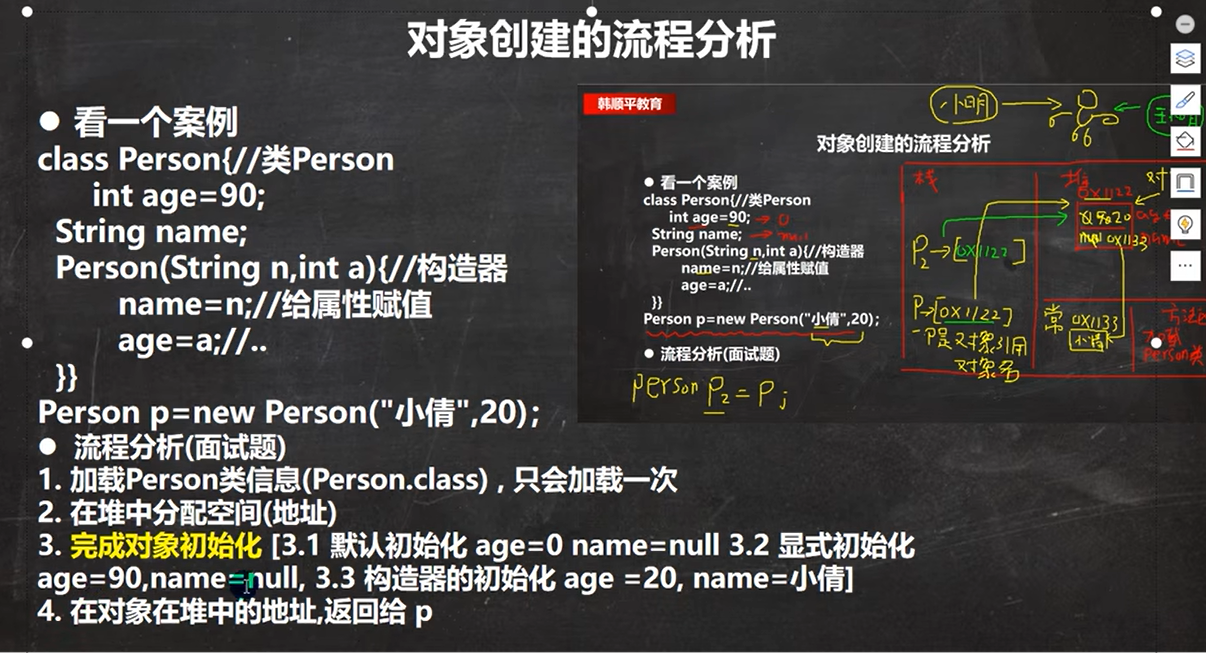 对象创建的流程分析
● 看一个案例
class Person{//类Person
int age=90;
String name;
Person(String n,int a){//构造器
name=n;//给属性赋值
age=a;//..
}}
Person p=new Person("小倩",20);
● 流程分析(面试题)
1. 加载Person类信息(Person.class)，只会加载一次
2. 在堆中分配空间(地址)
3. 完成对象初始化 [3.1 默认初始化 age=0 name=null 3.2 显式初始化
age=90,name=null, 3.3 构造器的初始化 age =20, name=小倩]
4. 在对象在堆中的地址,返回给 p
韩顺平教育
小明
对象创建的流程分析
● 看一个案例
class Person{//类Person
int age=90; → 0
String name; → null
Person(String n,int a){//构造器
name=n;//给属性赋值
age=a;//..
}}
Person p=new Person("小倩",20);
● 流程分析(面试题)
person p2 = p;
栈
p2→[0x1122]
p→[0x1122]
p是对象引用
对象名
堆
0x1122
对
null 0x1133
常
0x1133
小倩
加载
Person类